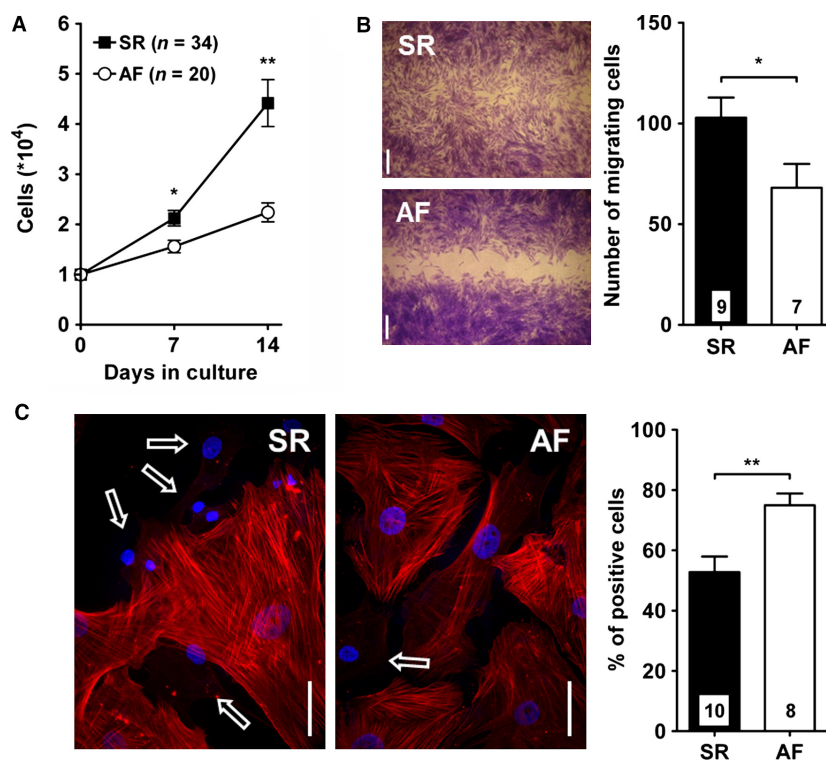 A
6
5
4
3
2
1
0
Cells (*10⁴)
SR (n = 34)
AF (n = 20)
*
**
0 7 14
Days in culture
B
SR
AF
150
100
50
0
Number of migrating cells
*
9 7
SR AF
C
SR
AF
100
80
60
40
20
0
% of positive cells
**
10 8
SR AF